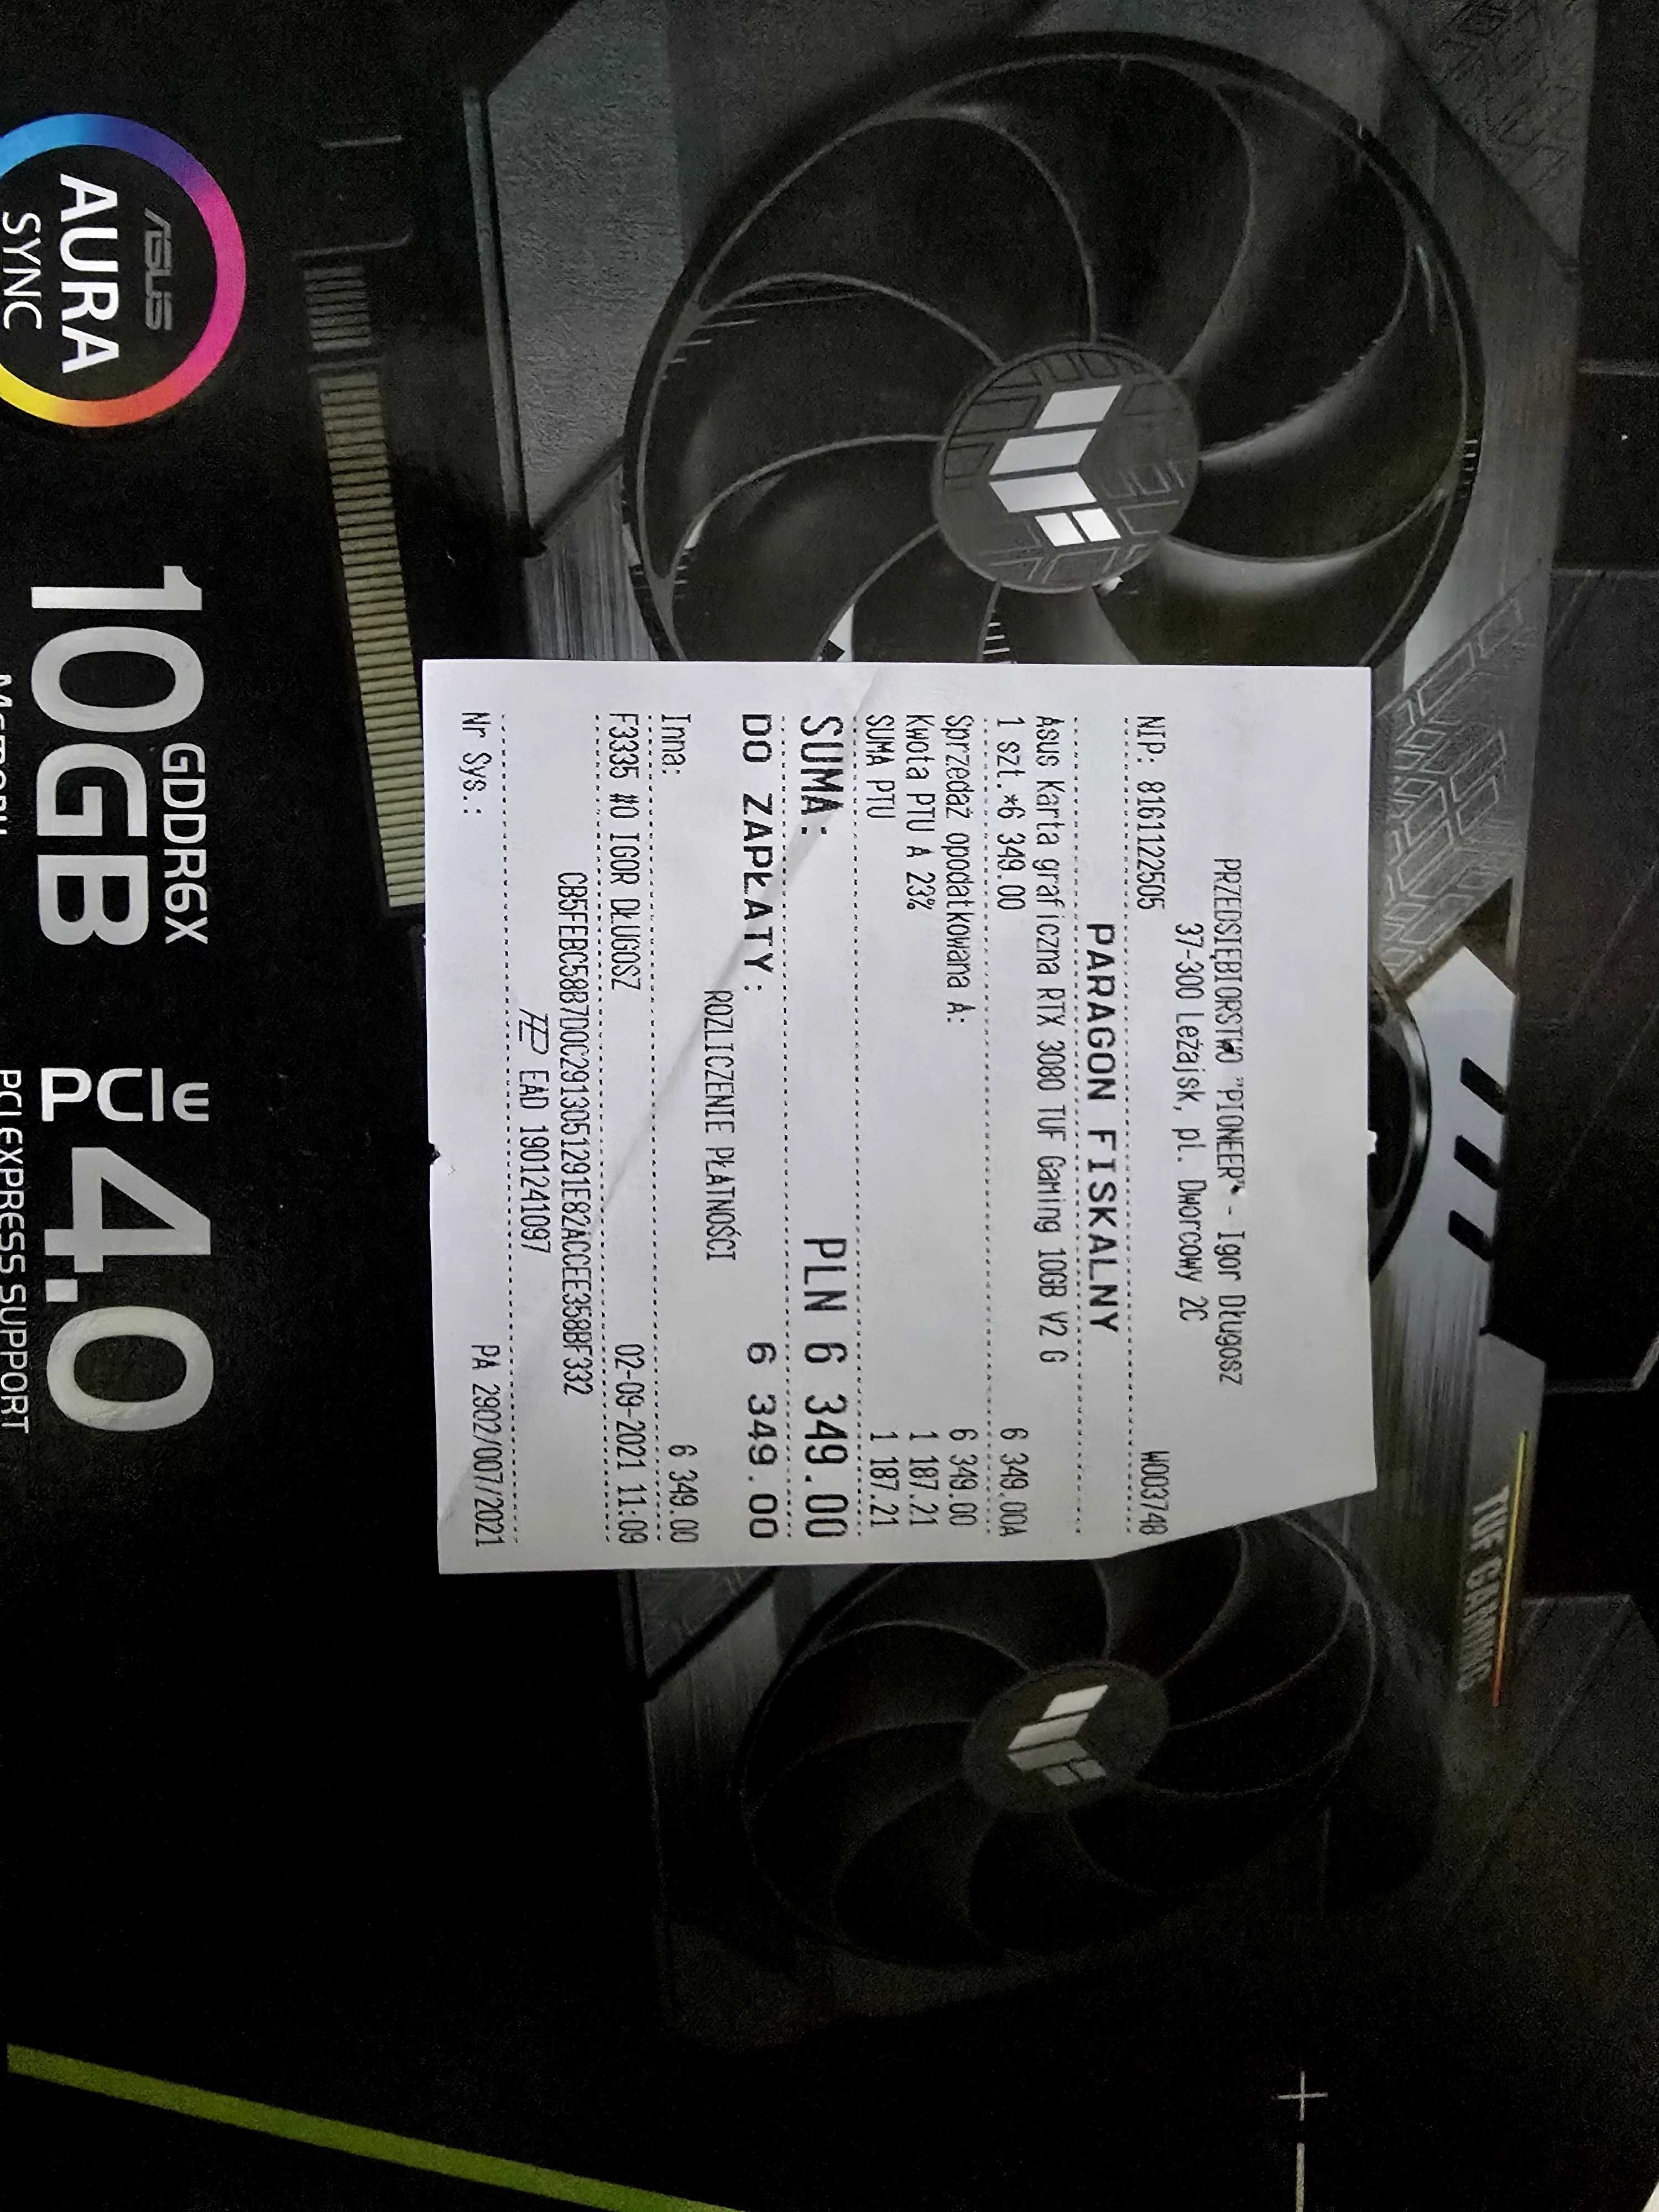 PRZEDSIĘBIORSTWO "PIONEER" - Igor Długosz
37-300 Leżajsk, pl. Dworcowy 2C
NIP: 8161122505 W003748
PARAGON FISKALNY
Asus Karta graficzna RTX 3080 TUF Gaming 10GB V2 G
1 szt.*6 349.00 6 349.00A
Sprzedaż opodatkowana A: 6 349.00
Kwota PTU A 23% 1 187.21
SUMA PTU 1 187.21
SUMA: PLN 6 349.00
DO ZAPŁATY: 6 349.00
ROZLICZENIE PŁATNOŚCI
Inna: 6 349.00
F3335 #0 IGOR DŁUGOSZ 02-09-2021 11:09
CB5FEBC58B7D0C2913051291E82ACCEE358BF332
EAD 1901241097
Nr Sys.: PA 2902/007/2021
TUF GAMING
ASUS
AURA
SYNC
GDDR6X
10GB
PCIe
4.0
PCI EXPRESS SUPPORT